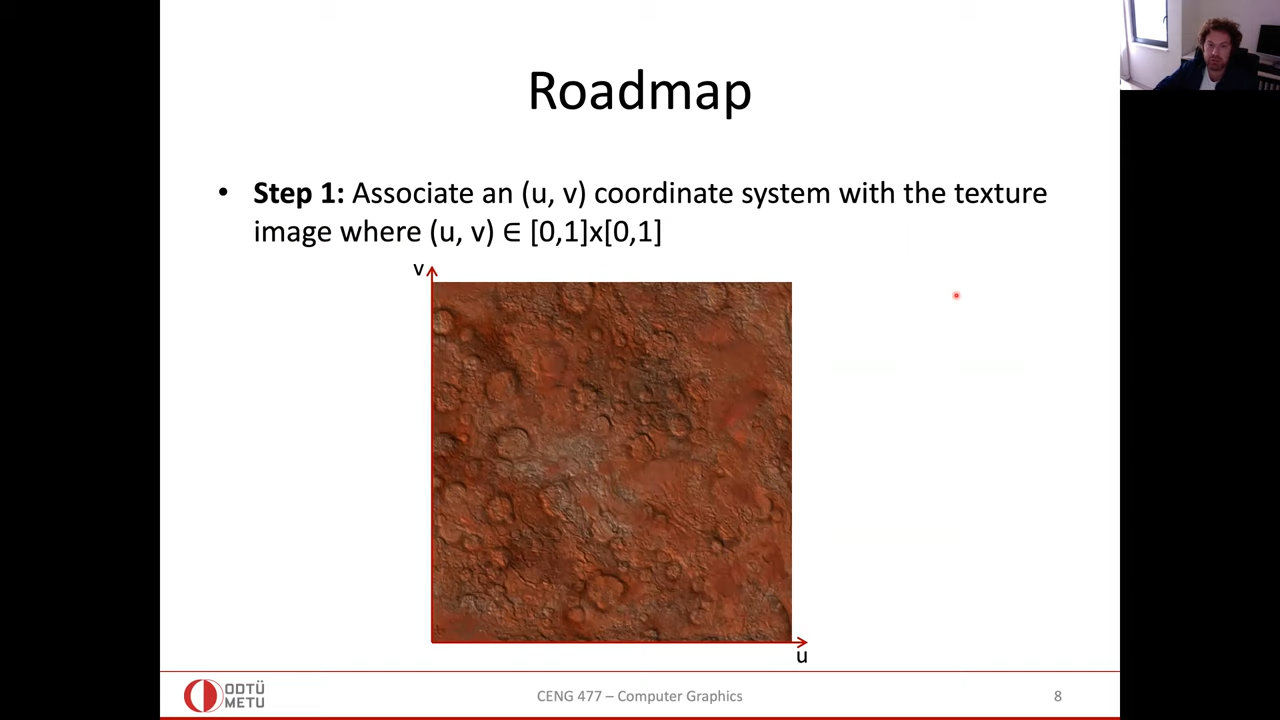 Roadmap
• Step 1: Associate an (u, v) coordinate system with the texture
image where (u, v) ∈ [0,1]x[0,1]
v
u
ODTÜ
METU
CENG 477 – Computer Graphics
8